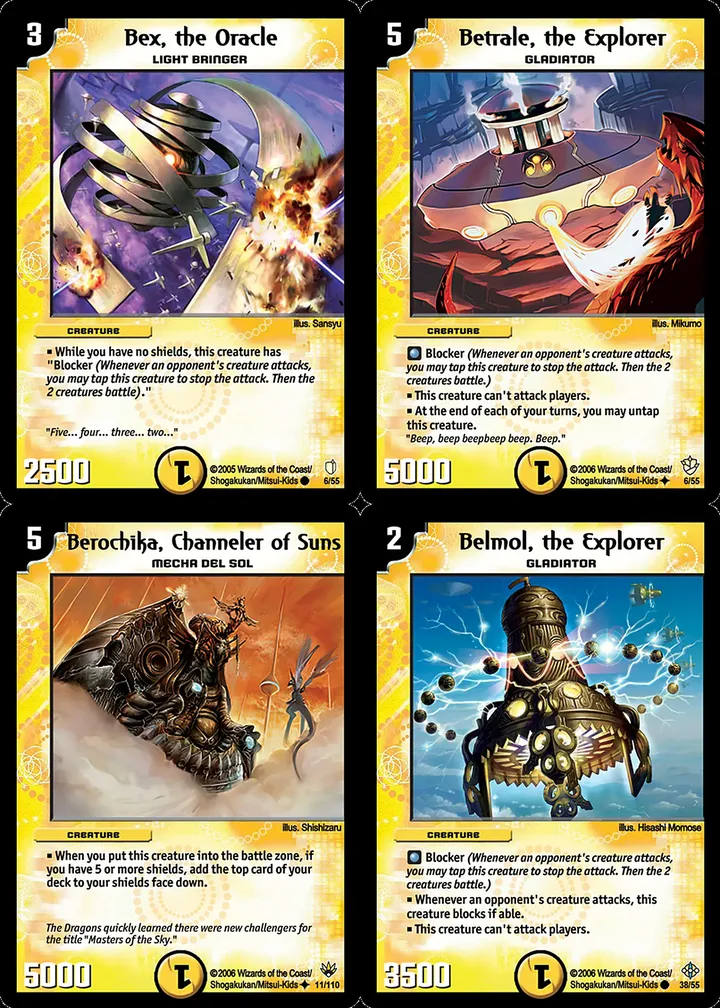 3
Bex, the Oracle
LIGHT BRINGER
CREATURE
illus. Sansyu
▪ While you have no shields, this creature has
"Blocker (Whenever an opponent's creature attacks,
you may tap this creature to stop the attack. Then the
2 creatures battle)."
"Five... four... three... two..."
2500
1
©2005 Wizards of the Coast/
Shogakukan/Mitsui-Kids ● 6/55
5
Betrale, the Explorer
GLADIATOR
CREATURE
illus. Mikumo
Blocker (Whenever an opponent's creature attacks,
you may tap this creature to stop the attack. Then the 2
creatures battle.)
▪ This creature can't attack players.
▪ At the end of each of your turns, you may untap
this creature.
"Beep, beep beepbeep beep. Beep."
5000
1
©2006 Wizards of the Coast/
Shogakukan/Mitsui-Kids ✦ 6/55
5
Berochika, Channeler of Suns
MECHA DEL SOL
CREATURE
illus. Shishizaru
▪ When you put this creature into the battle zone, if
you have 5 or more shields, add the top card of your
deck to your shields face down.
The Dragons quickly learned there were new challengers for
the title "Masters of the Sky."
5000
1
©2006 Wizards of the Coast/
Shogakukan/Mitsui-Kids ✦ 11/110
2
Belmol, the Explorer
GLADIATOR
CREATURE
illus. Hisashi Momose
Blocker (Whenever an opponent's creature attacks,
you may tap this creature to stop the attack. Then the 2
creatures battle.)
▪ Whenever an opponent's creature attacks, this
creature blocks if able.
▪ This creature can't attack players.
3500
1
©2006 Wizards of the Coast/
Shogakukan/Mitsui-Kids ● 38/55